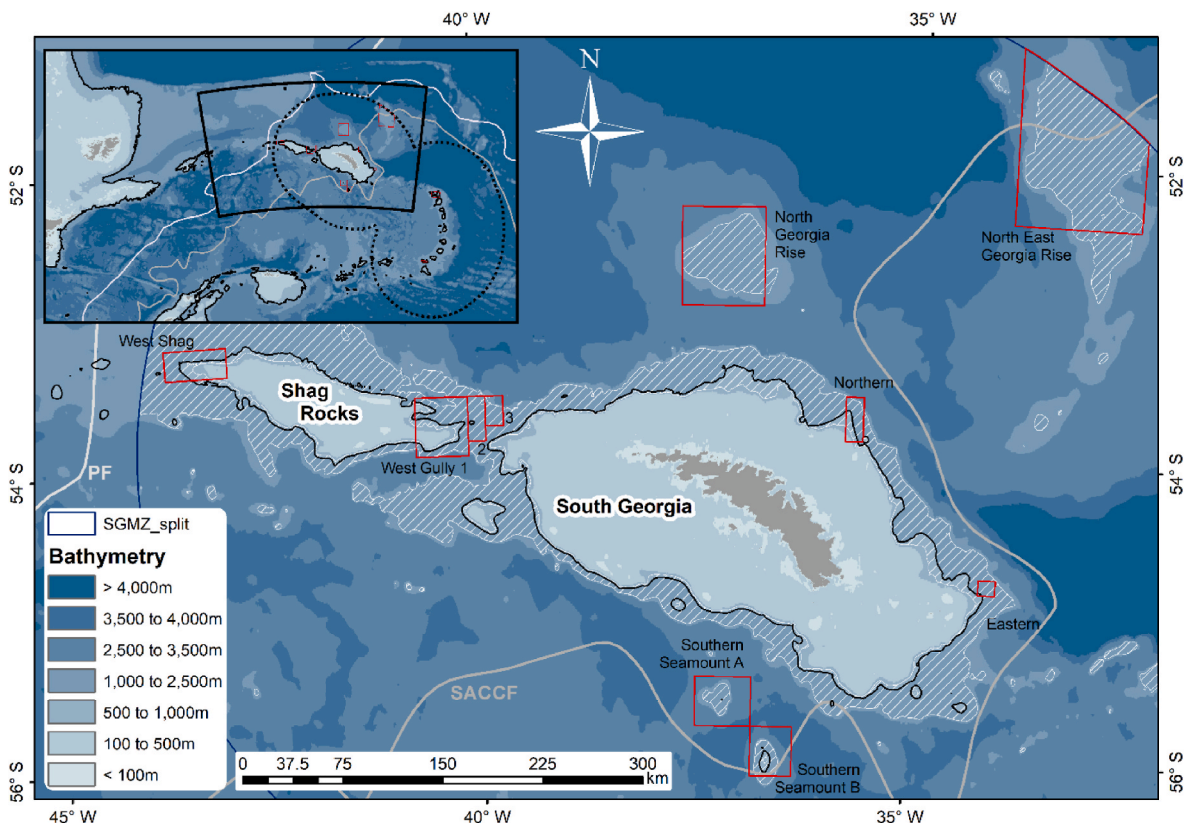 40° W
35° W
N
52° S
52° S
North
Georgia
Rise
North East
Georgia Rise
West Shag
Shag
Rocks
Northern
3
2
West Gully 1
54° S
54° S
PF
South Georgia
Eastern
Southern
Seamount A
SACCF
Southern
Seamount B
SGMZ_split
Bathymetry
> 4,000m
3,500 to 4,000m
2,500 to 3,500m
1,000 to 2,500m
500 to 1,000m
100 to 500m
< 100m
0 37.5 75 150 225 300
km
56° S
56° S
45° W
40° W
35° W